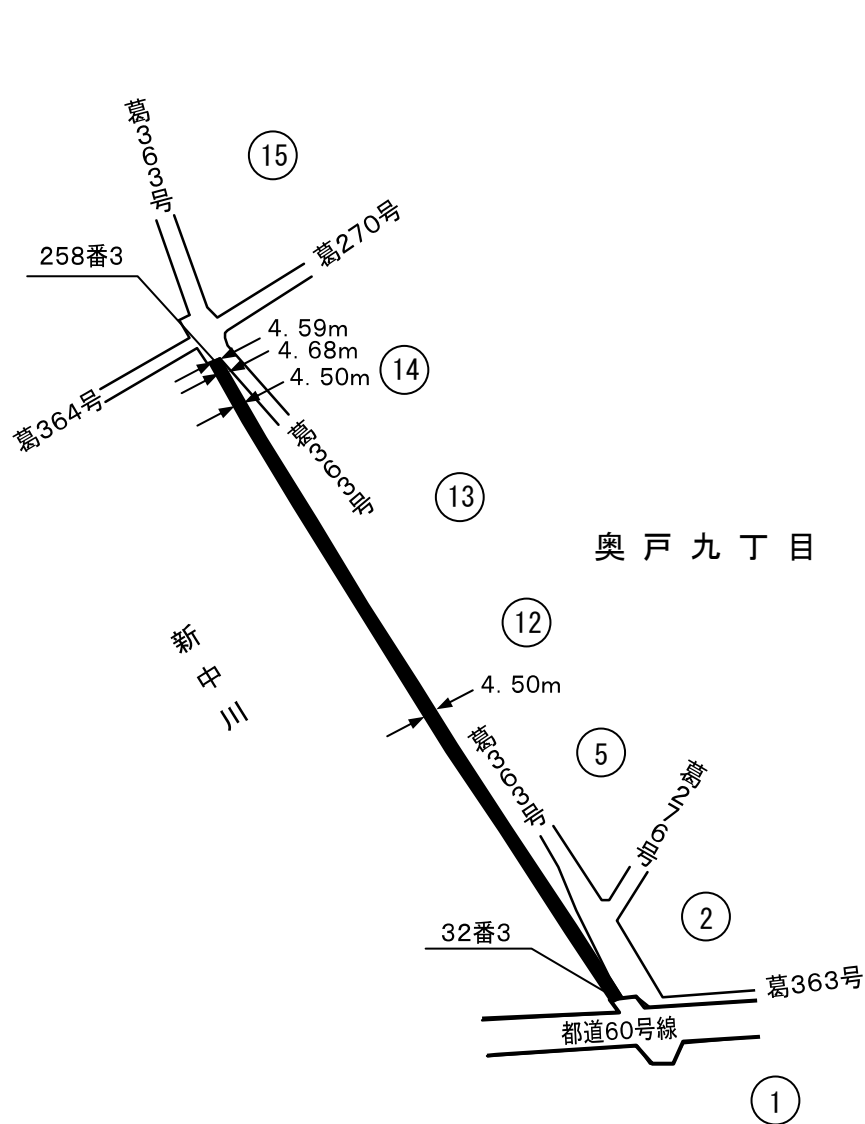 葛363号
15
葛270号
258番3
4.59m
4.68m
14
4.50m
葛364号
葛363号
13
奥戸九丁目
12
新中川
4.50m
葛363号
5
葛276号
2
32番3
葛363号
都道60号線
1